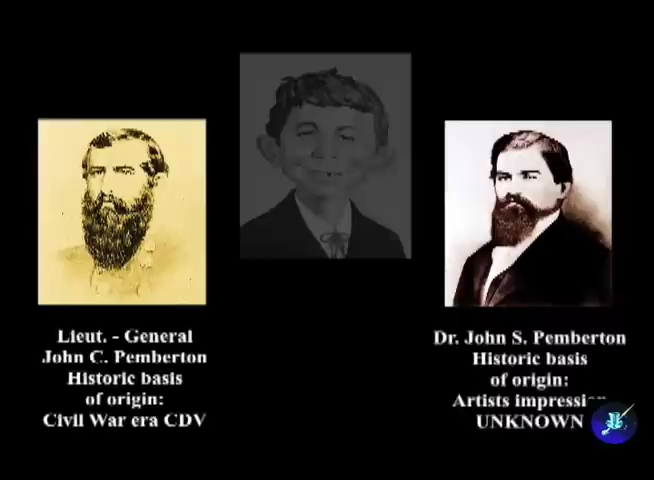 Lieut. - General
John C. Pemberton
Historic basis
of origin:
Civil War era CDV
Dr. John S. Pemberton
Historic basis
of origin:
Artists
UNKNOWN